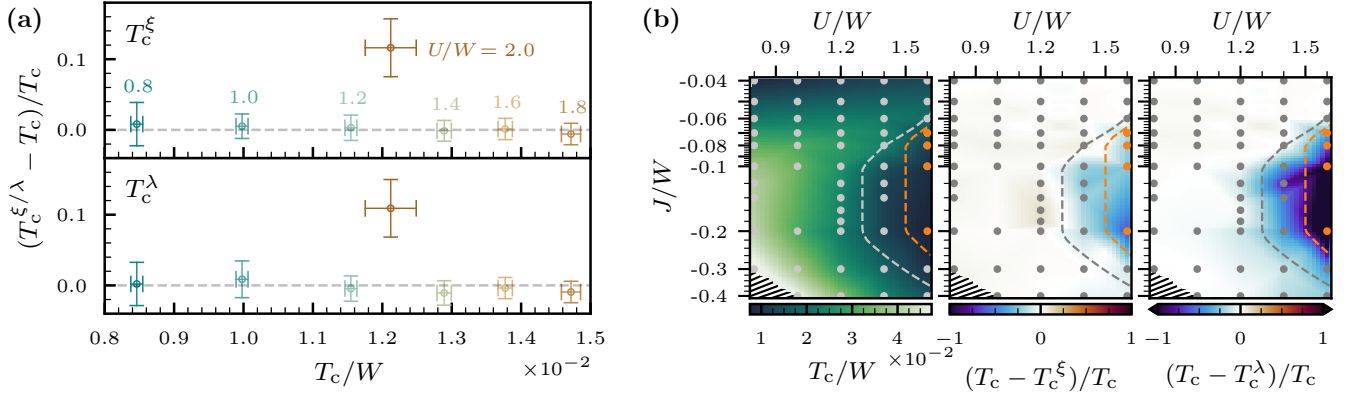 (a)
(T_c^{ξ/λ} − T_c)/T_c
0.1
0.0
T_c^ξ
0.8
1.0
1.2
1.4
1.6
1.8
U/W = 2.0
0.1
0.0
T_c^λ
0.8 0.9 1.0 1.1 1.2 1.3 1.4 1.5
T_c/W
×10⁻²
(b)
U/W U/W U/W
0.9 1.2 1.5 0.9 1.2 1.5 0.9 1.2 1.5
J/W
-0.04
-0.06
-0.08
-0.1
-0.2
-0.3
-0.4
1 2 3 4 -1 0 1 -1 0 1
×10⁻²
T_c/W (T_c − T_c^ξ)/T_c (T_c − T_c^λ)/T_c